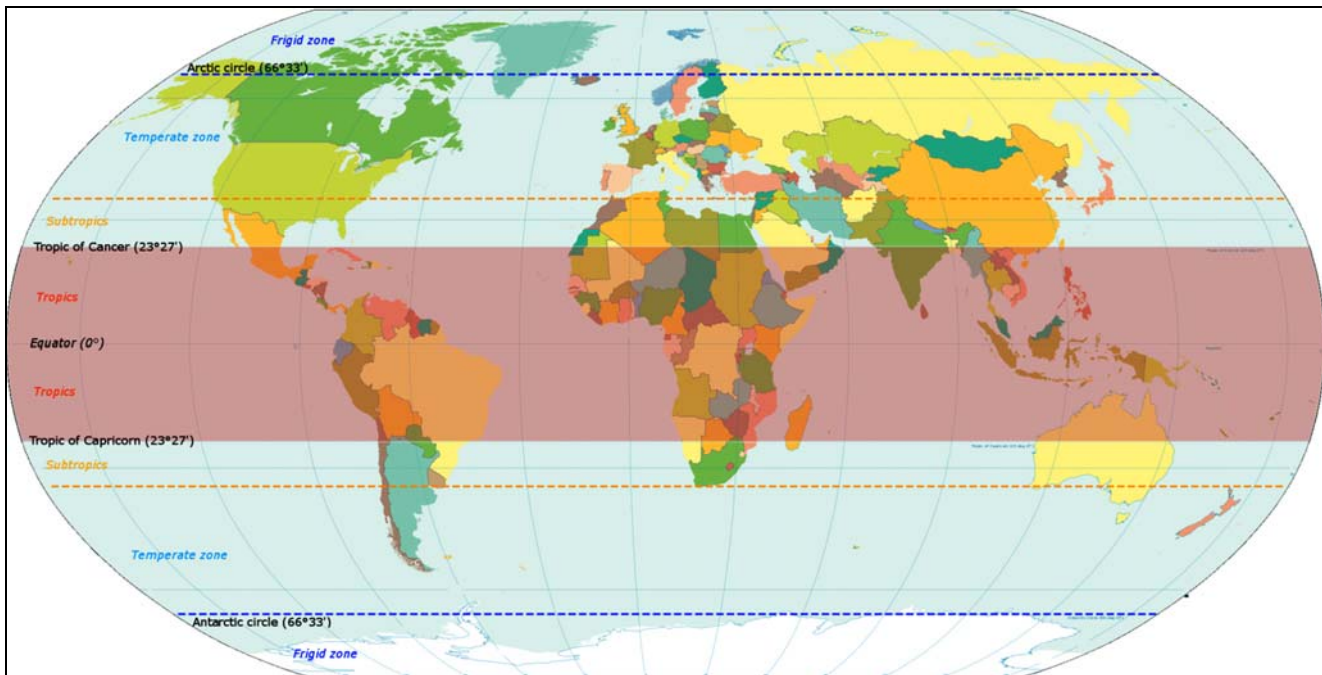 Frigid zone
Arctic circle (66°33')
Temperate zone
Subtropics
Tropic of Cancer (23°27')
Tropics
Equator (0°)
Tropics
Tropic of Capricorn (23°27')
Subtropics
Temperate zone
Antarctic circle (66°33')
Frigid zone